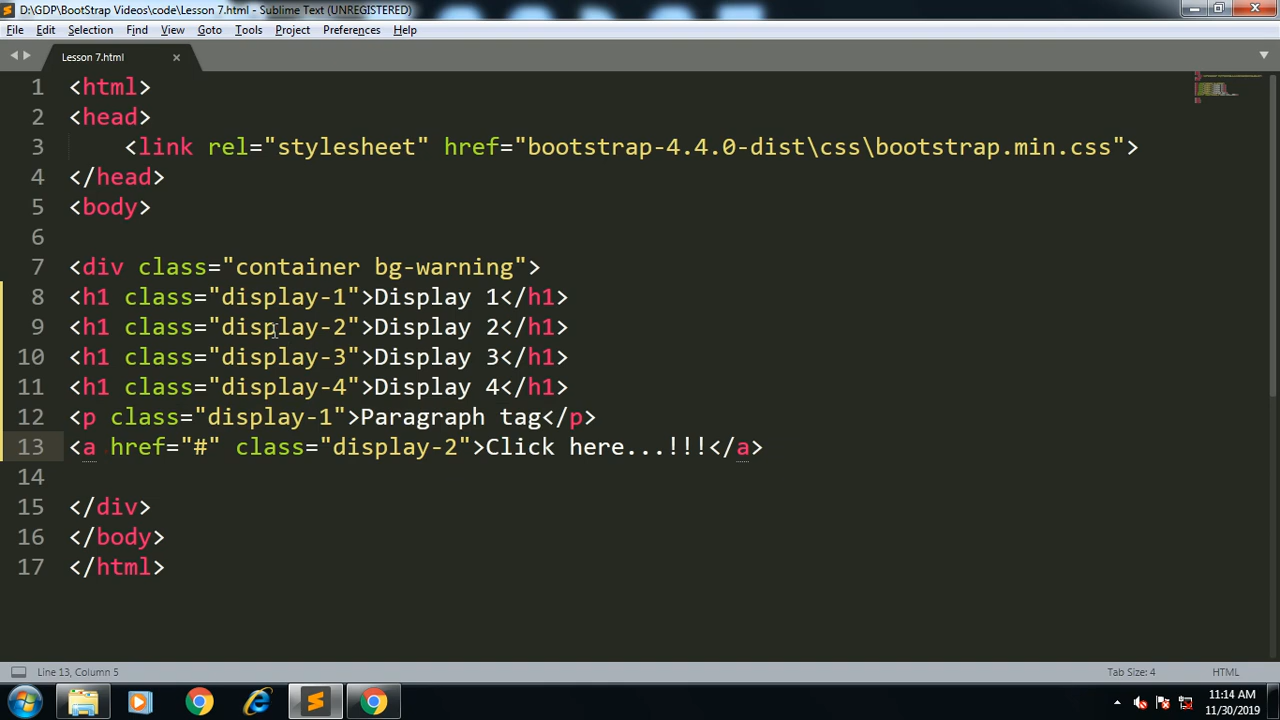 D:\GDP\BootStrap Videos\code\Lesson 7.html - Sublime Text (UNREGISTERED)
File Edit Selection Find View Goto Tools Project Preferences Help
Lesson 7.html
1 <html>
2 <head>
3 <link rel="stylesheet" href="bootstrap-4.4.0-dist\css\bootstrap.min.css">
4 </head>
5 <body>
6
7 <div class="container bg-warning">
8 <h1 class="display-1">Display 1</h1>
9 <h1 class="display-2">Display 2</h1>
10 <h1 class="display-3">Display 3</h1>
11 <h1 class="display-4">Display 4</h1>
12 <p class="display-1">Paragraph tag</p>
13 <a href="#" class="display-2">Click here...!!!</a>
14
15 </div>
16 </body>
17 </html>
Line 13, Column 5 Tab Size: 4 HTML
11:14 AM
11/30/2019